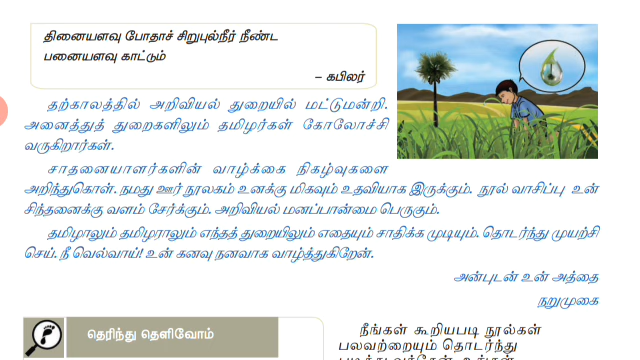 தினையளவு போதாச் சிறுபுல்நீர் நீண்ட
பனையளவு காட்டும்
– கபிலர்
தற்காலத்தில் அறிவியல் துறையில் மட்டுமன்றி.
அனைத்துத் துறைகளிலும் தமிழர்கள் கோலோச்சி
வருகிறார்கள்.
சாதனையாளர்களின் வாழ்க்கை நிகழ்வுகளை
அறிந்துகொள். நமது ஊர் நூலகம் உனக்கு மிகவும் உதவியாக இருக்கும். நூல் வாசிப்பு உன்
சிந்தனைக்கு வளம் சேர்க்கும். அறிவியல் மனப்பான்மை பெருகும்.
தமிழாலும் தமிழராலும் எந்தத் துறையிலும் எதையும் சாதிக்க முடியும். தொடர்ந்து முயற்சி
செய். நீ வெல்வாய்! உன் கனவு நனவாக வாழ்த்துகிறேன்.
அன்புடன் உன் அத்தை
நறுமுகை
தெரிந்து தெளிவோம்
நீங்கள் கூறியபடி நூல்கள்
பலவற்றையும் தொடர்ந்து